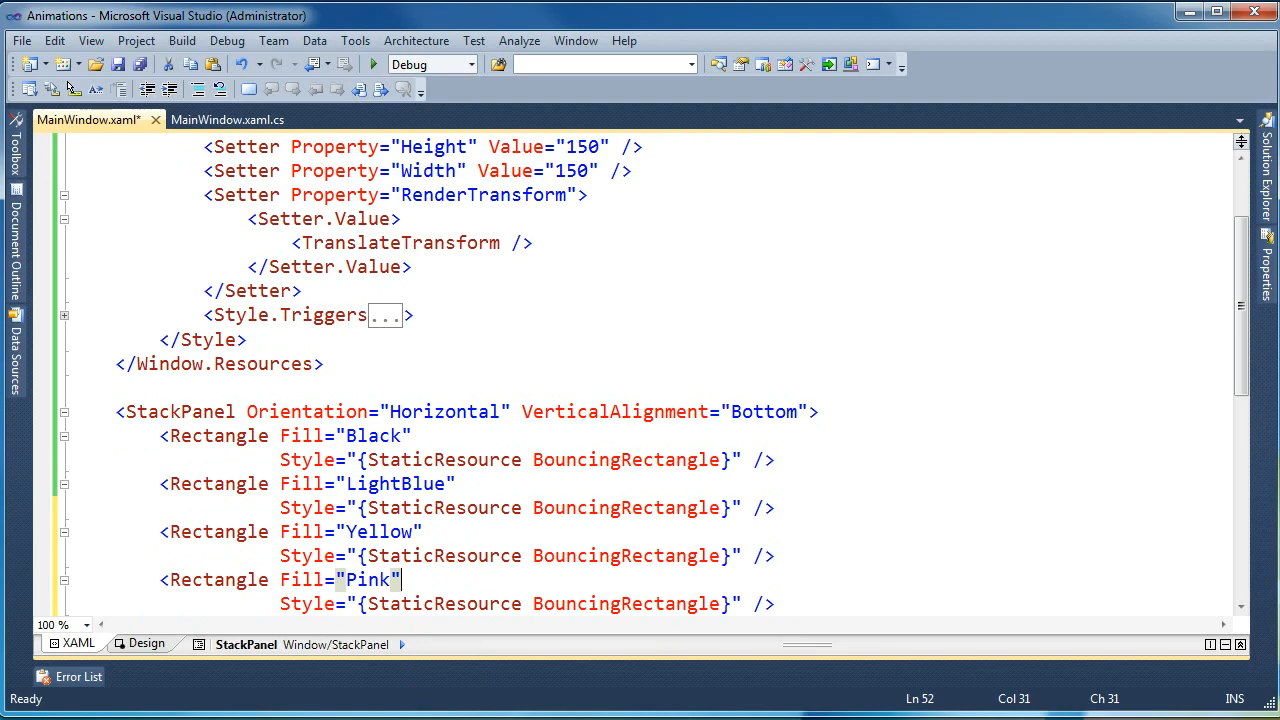 Animations - Microsoft Visual Studio (Administrator)
File Edit View Project Build Debug Team Data Tools Architecture Test Analyze Window Help
Debug
MainWindow.xaml* MainWindow.xaml.cs
Toolbox
Document Outline
Data Sources
<Setter Property="Height" Value="150" />
<Setter Property="Width" Value="150" />
<Setter Property="RenderTransform">
<Setter.Value>
<TranslateTransform />
</Setter.Value>
</Setter>
<Style.Triggers...>
</Style>
</Window.Resources>
<StackPanel Orientation="Horizontal" VerticalAlignment="Bottom">
<Rectangle Fill="Black"
Style="{StaticResource BouncingRectangle}" />
<Rectangle Fill="LightBlue"
Style="{StaticResource BouncingRectangle}" />
<Rectangle Fill="Yellow"
Style="{StaticResource BouncingRectangle}" />
<Rectangle Fill="Pink"
Style="{StaticResource BouncingRectangle}" />
Solution Explorer
Properties
100 %
XAML Design StackPanel Window/StackPanel
Error List
Ready Ln 52 Col 31 Ch 31 INS